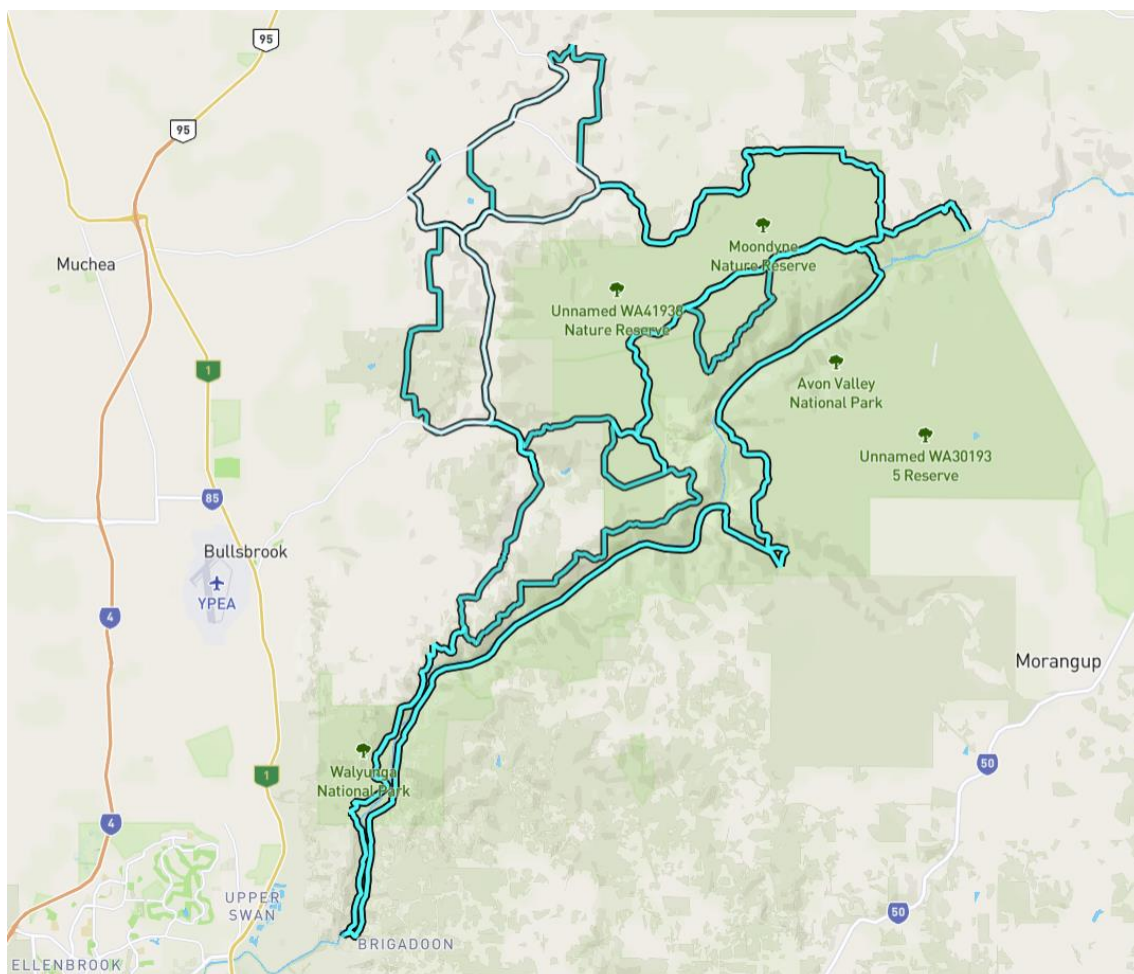 95
95
Muchea
Moondyne
Nature Reserve
Unnamed WA41938
Nature Reserve
1
Avon Valley
National Park
Unnamed WA30193
5 Reserve
85
Bullsbrook
YPEA
4
Morangup
Walyunga
National Park
50
1
4
UPPER
SWAN
50
BRIGADOON
ELLENBROOK